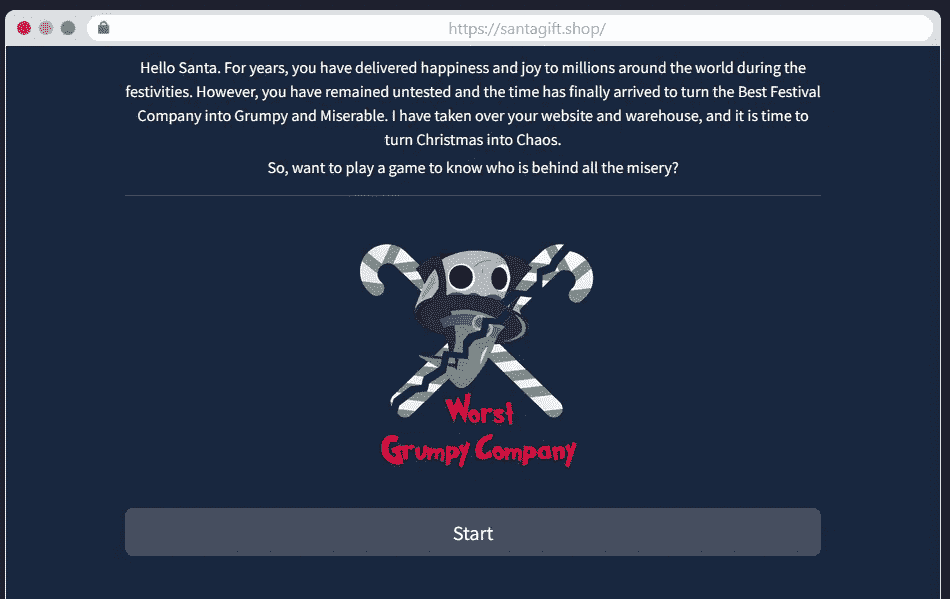 https://santagift.shop/
Hello Santa. For years, you have delivered happiness and joy to millions around the world during the
festivities. However, you have remained untested and the time has finally arrived to turn the Best Festival
Company into Grumpy and Miserable. I have taken over your website and warehouse, and it is time to
turn Christmas into Chaos.
So, want to play a game to know who is behind all the misery?
Worst
Grumpy Company
Start